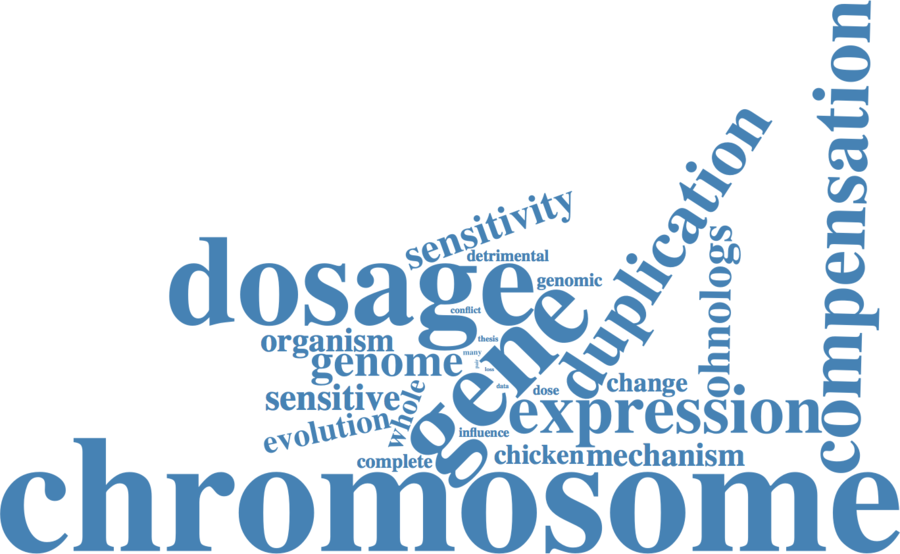 compensation
duplication
sensitivity
ohnologs
dosage
detrimental
genomic
gene
conflict
organism
thesis
genome
many
loss
data
dose
change
sensitive
whole
expression
evolution
influence
complete
chicken
mechanism
chromosome